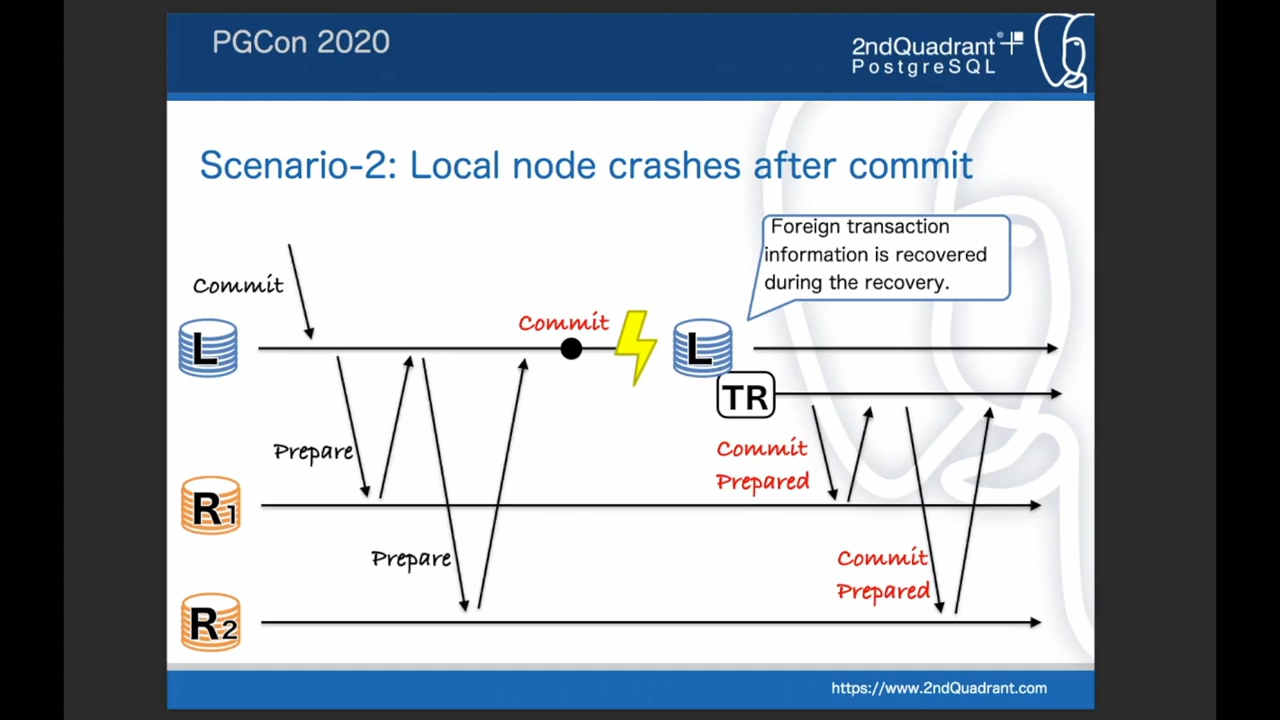 PGCon 2020
2ndQuadrant®
PostgreSQL
Scenario-2: Local node crashes after commit
Foreign transaction
information is recovered
during the recovery.
Commit
Commit
L
L
TR
Prepare
Commit
Prepared
R1
Prepare
Commit
Prepared
R2
https://www.2ndQuadrant.com